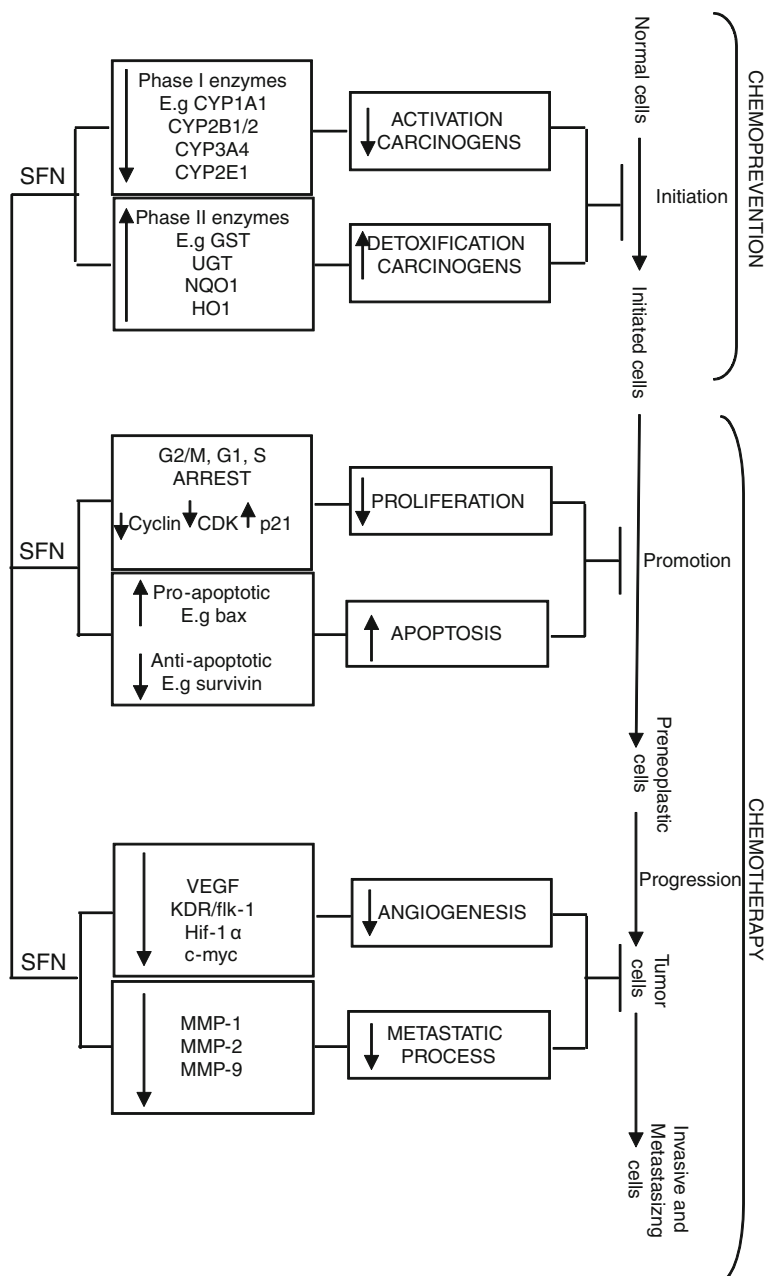 CHEMOPREVENTION
Normal cells
Initiation
Initiated cells
SFN
Phase I enzymes
E.g CYP1A1
CYP2B1/2
CYP3A4
CYP2E1
ACTIVATION
CARCINOGENS
Phase II enzymes
E.g GST
UGT
NQO1
HO1
DETOXIFICATION
CARCINOGENS
CHEMOTHERAPY
SFN
G2/M, G1, S
ARREST
Cyclin CDK p21
PROLIFERATION
Pro-apoptotic
E.g bax
Anti-apoptotic
E.g survivin
APOPTOSIS
Promotion
Preneoplastic
cells
Progression
SFN
VEGF
KDR/flk-1
Hif-1 α
c-myc
ANGIOGENESIS
MMP-1
MMP-2
MMP-9
METASTATIC
PROCESS
Tumor
cells
Invasive and
Metastasizng
cells